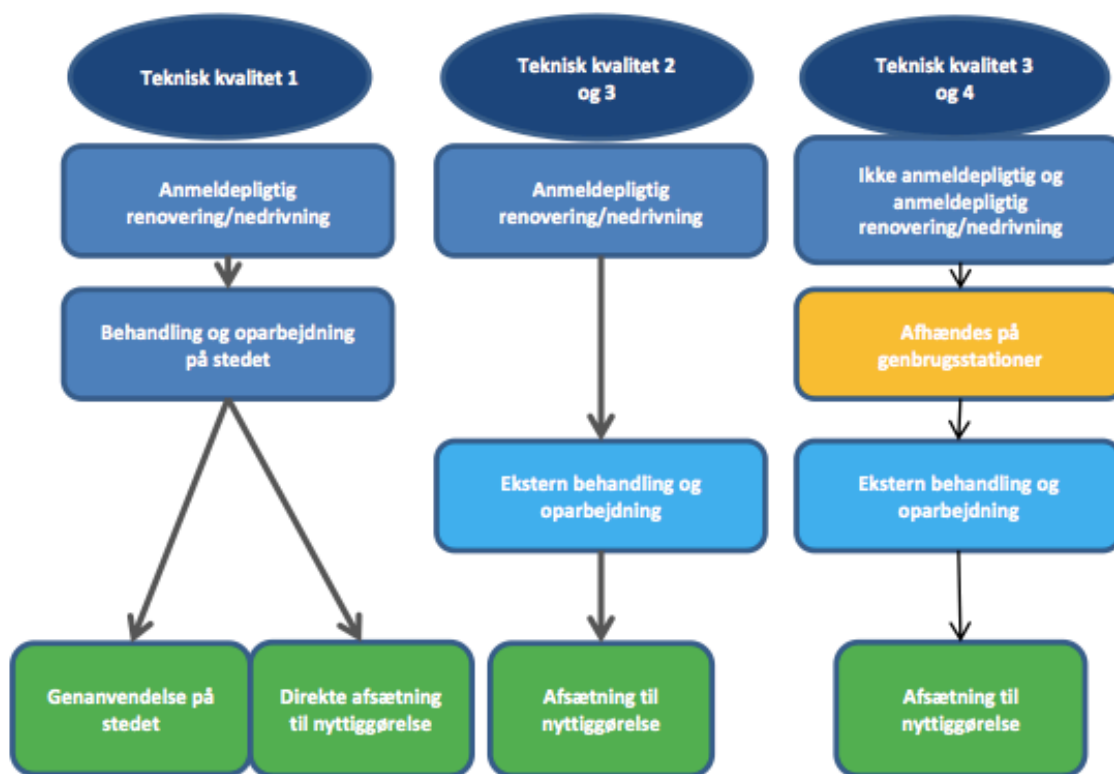 Teknisk kvalitet 1
Teknisk kvalitet 2
og 3
Teknisk kvalitet 3
og 4
Anmeldepligtig
renovering/nedrivning
Anmeldepligtig
renovering/nedrivning
Ikke anmeldepligtig og
anmeldepligtig
renovering/nedrivning
Behandling og oparbejdning
på stedet
Afhændes på
genbrugsstationer
Ekstern behandling og
oparbejdning
Ekstern behandling og
oparbejdning
Genanvendelse på
stedet
Direkte afsætning
til nyttiggørelse
Afsætning til
nyttiggørelse
Afsætning til
nyttiggørelse